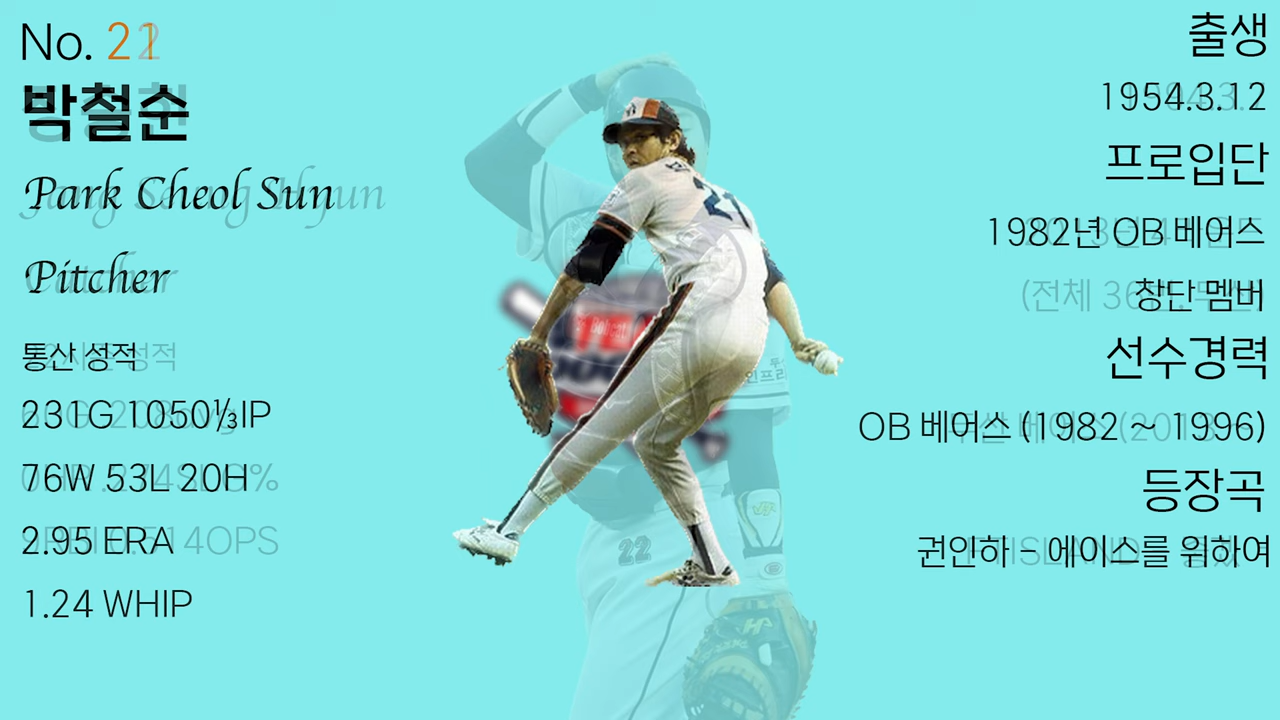 No. 21
박철순
Park Cheol Sun
Pitcher
통산 성적
231G 1050⅓IP
76W 53L 20H
2.95 ERA
1.24 WHIP
출생
1954.3.12
프로입단
1982년 OB 베어스
창단 멤버
선수경력
OB 베어스 (1982 ~ 1996)
등장곡
권인하 - 에이스를 위하여
21
22